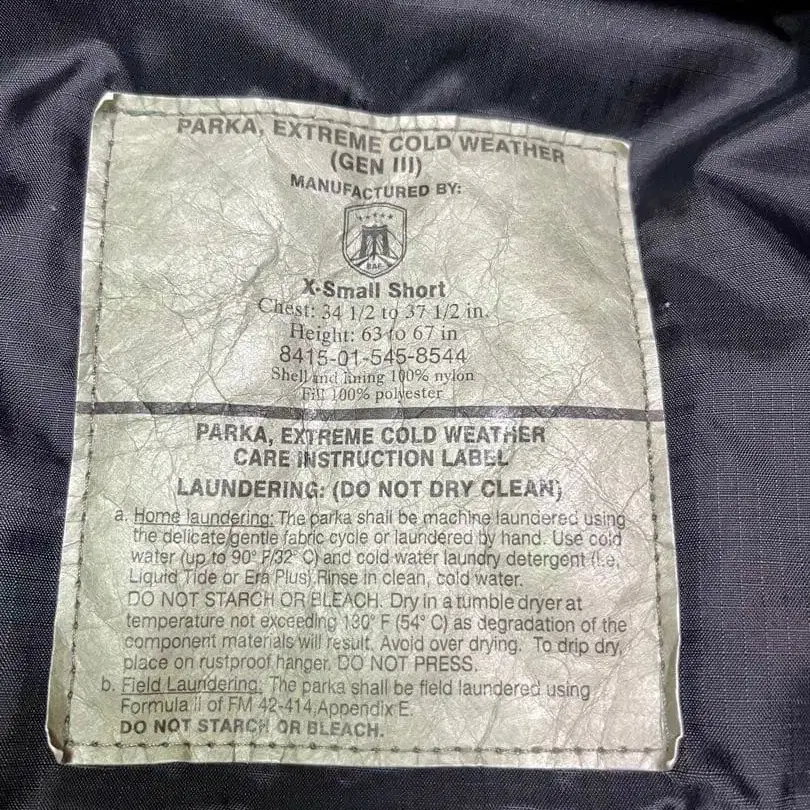 PARKA, EXTREME COLD WEATHER
(GEN III)
MANUFACTURED BY:
BAF
X-Small Short
Chest: 34 1/2 to 37 1/2 in.
Height: 63 to 67 in
8415-01-545-8544
Shell and lining 100% nylon
Fill 100% polyester
PARKA, EXTREME COLD WEATHER
CARE INSTRUCTION LABEL
LAUNDERING: (DO NOT DRY CLEAN)
a. Home laundering: The parka shall be machine laundered using
the delicate/gentle fabric cycle or laundered by hand. Use cold
water (up to 90° F/32° C) and cold water laundry detergent (i.e,
Liquid Tide or Era Plus).Rinse in clean, cold water.
DO NOT STARCH OR BLEACH. Dry in a tumble dryer at
temperature not exceeding 130° F (54° C) as degradation of the
component materials will result. Avoid over drying. To drip dry,
place on rustproof hanger. DO NOT PRESS.
b. Field Laundering: The parka shall be field laundered using
Formula II of FM 42-414,Appendix E.
DO NOT STARCH OR BLEACH.